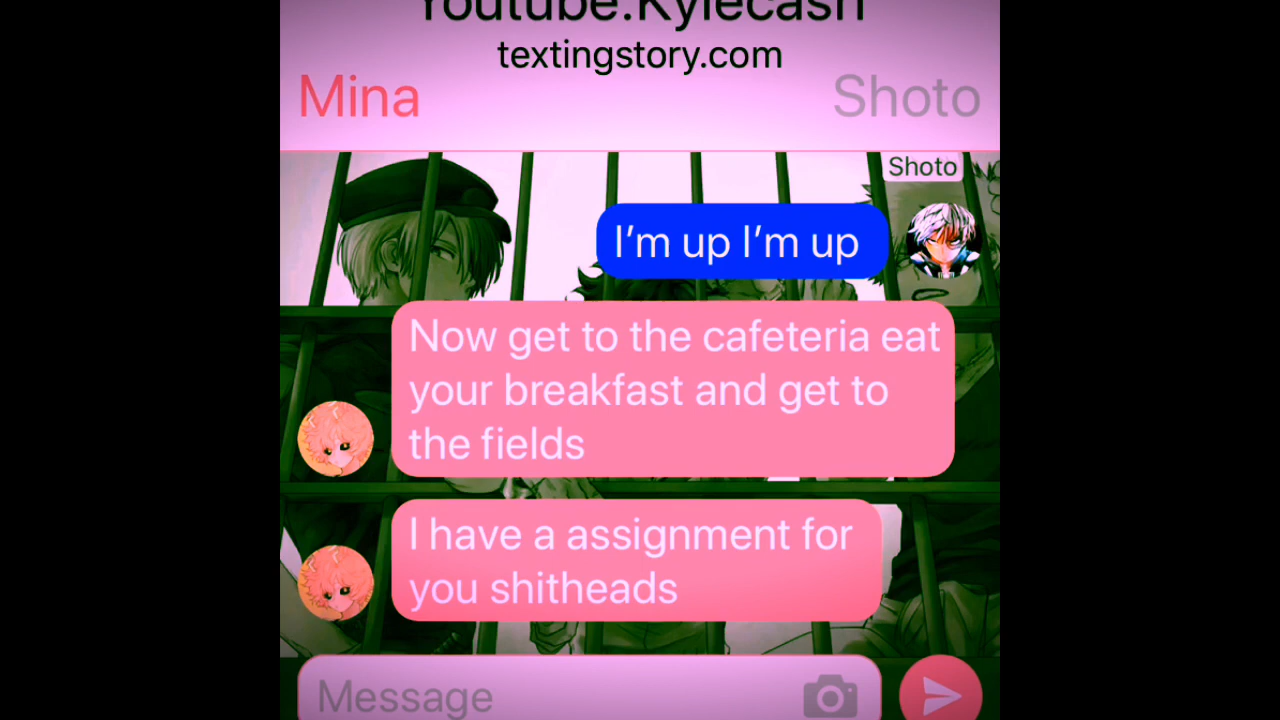 Youtube:Kylecash
textingstory.com
Mina
Shoto
Shoto
I’m up I’m up
Now get to the cafeteria eat
your breakfast and get to
the fields
I have a assignment for
you shitheads
Message